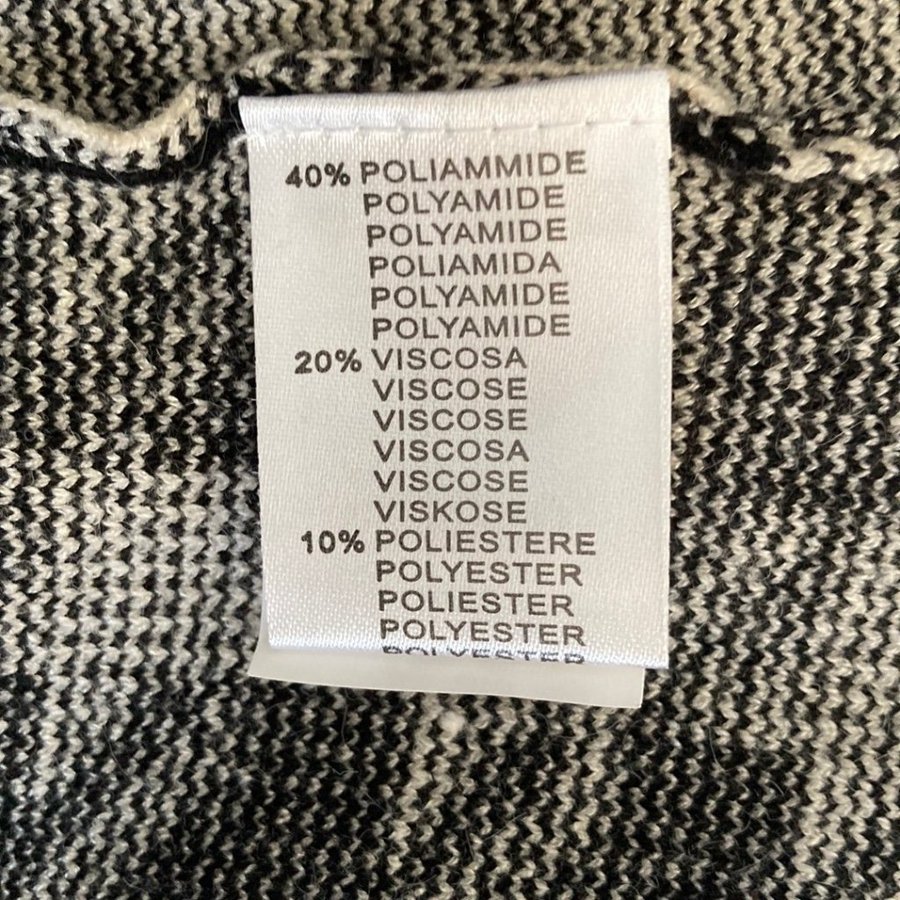 40% POLIAMMIDE
POLYAMIDE
POLYAMIDE
POLIAMIDA
POLYAMIDE
POLYAMIDE
20% VISCOSA
VISCOSE
VISCOSE
VISCOSA
VISCOSE
VISKOSE
10% POLIESTERE
POLYESTER
POLIESTER
POLYESTER
POLYESTER